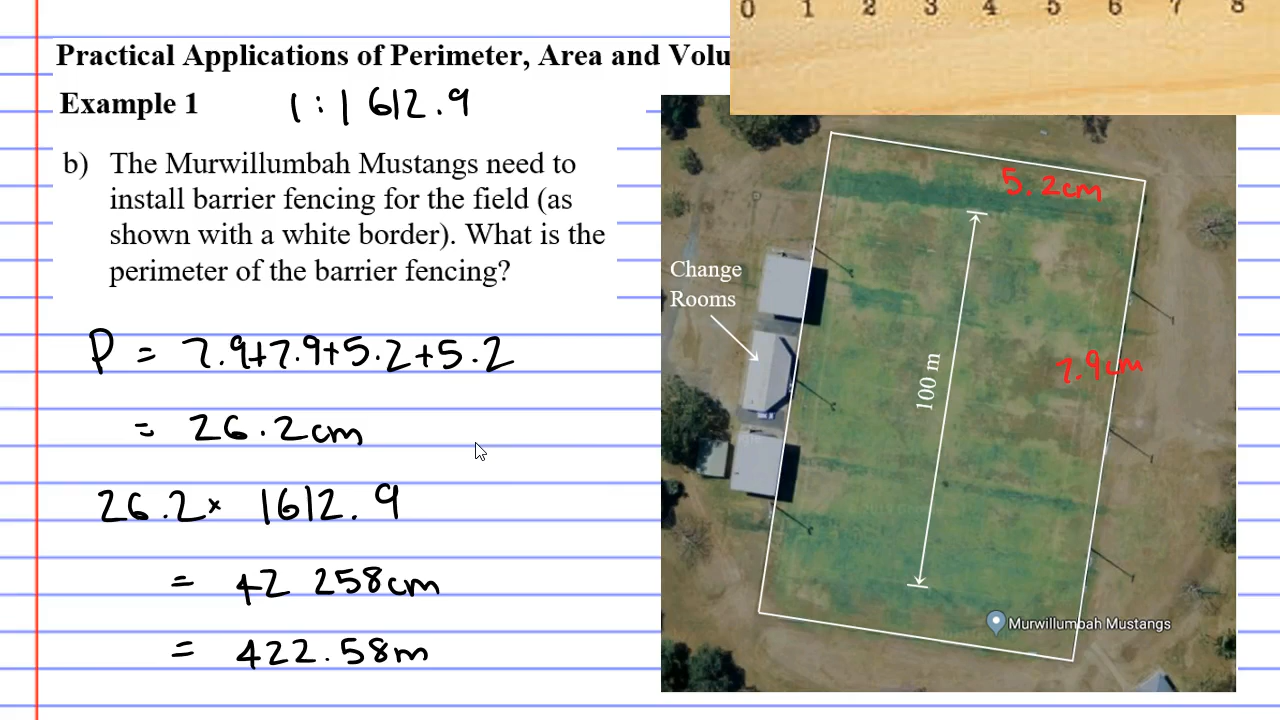 0 1 2 3 4 5 6 7 8
Practical Applications of Perimeter, Area and Volu
Example 1
1 : 1 612.9
b) The Murwillumbah Mustangs need to
install barrier fencing for the field (as
shown with a white border). What is the
perimeter of the barrier fencing?
P = 7.9+7.9+5.2+5.2
= 26.2cm
26.2 × 1612.9
= 42 258cm
= 422.58m
5.2cm
Change
Rooms
100 m
7.9cm
Murwillumbah Mustangs